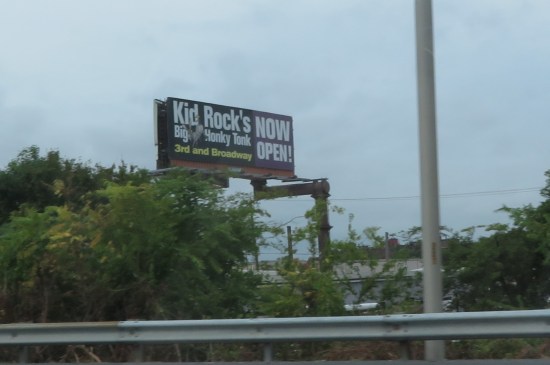 Kid Rock's
Big Honky Tonk
3rd and Broadway
NOW
OPEN!